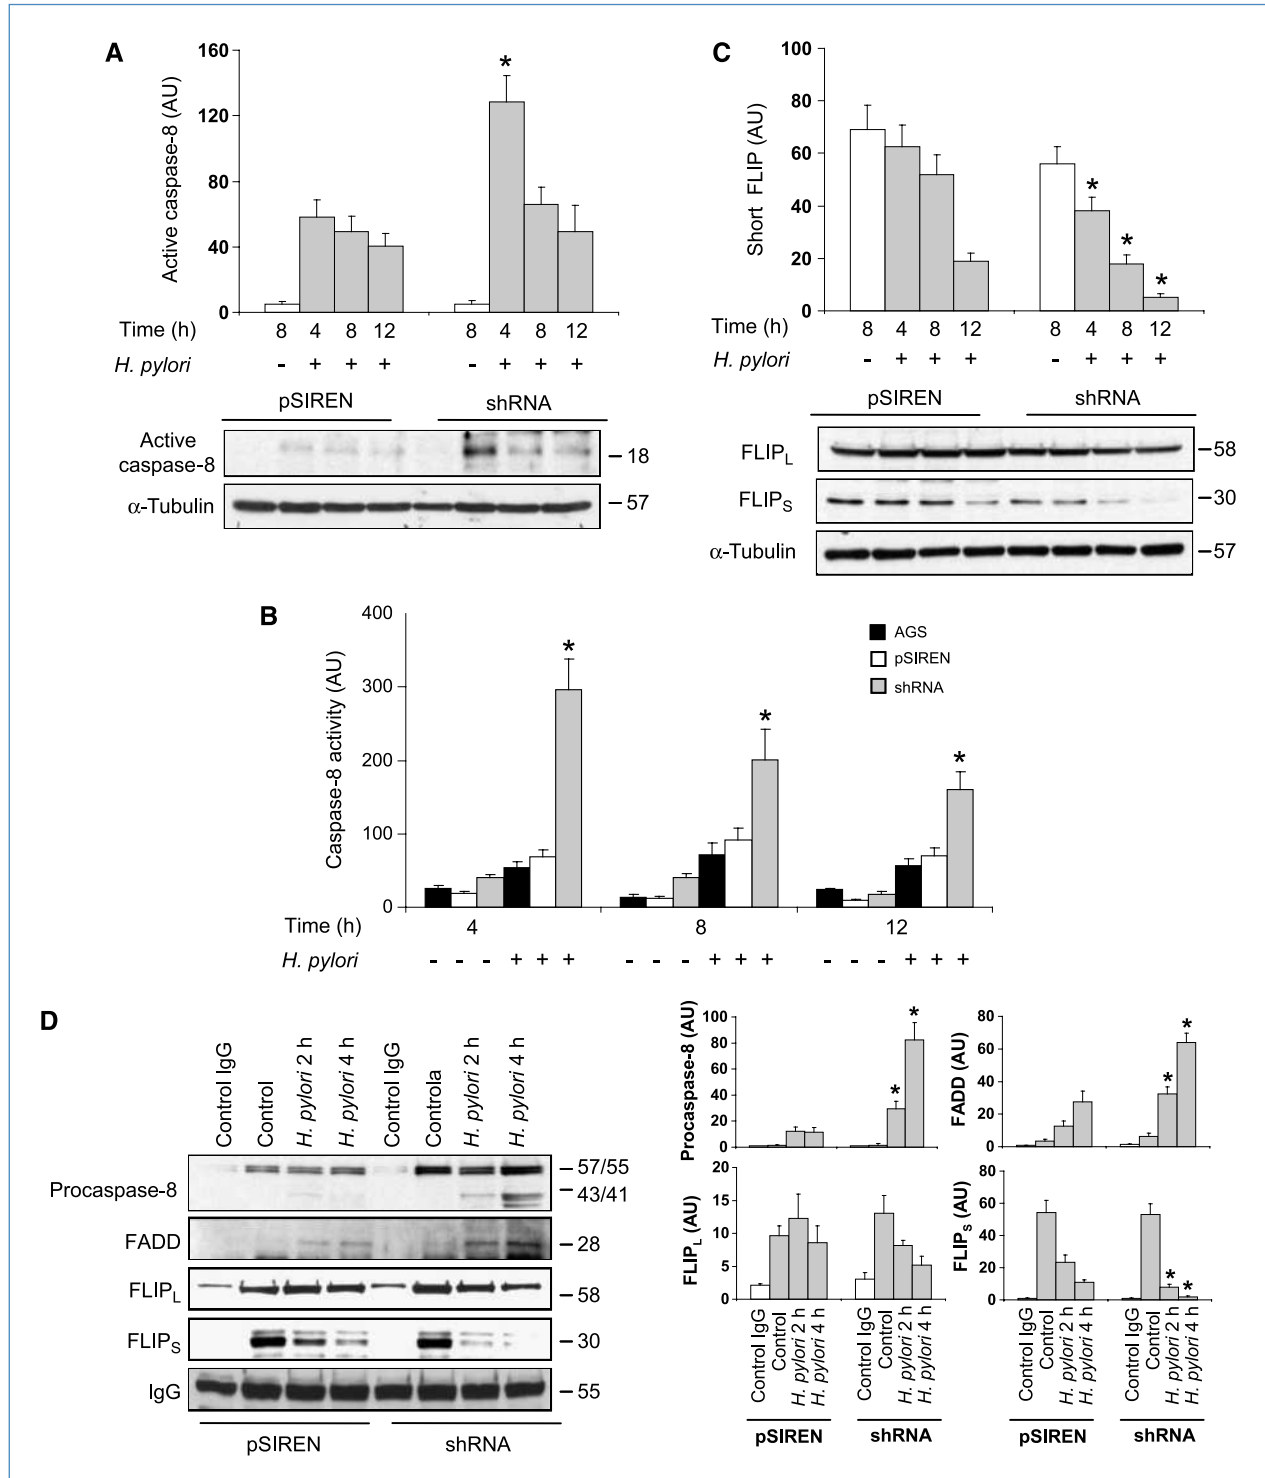 A
160
120
80
40
0
Active caspase-8 (AU)
*
Time (h) 8 4 8 12 8 4 8 12
H. pylori - + + + - + + +
pSIREN shRNA
Active
caspase-8
18
α-Tubulin
57
C
100
80
60
40
20
0
Short FLIP (AU)
* * *
Time (h) 8 4 8 12 8 4 8 12
H. pylori - + + + - + + +
pSIREN shRNA
FLIPL
58
FLIPS
30
α-Tubulin
57
B
400
300
200
100
0
Caspase-8 activity (AU)
* * *
AGS
pSIREN
shRNA
Time (h) 4 8 12
H. pylori - - - + + + - - - + + + - - - + + +
D
Control IgG
Control
H. pylori 2 h
H. pylori 4 h
Control IgG
Controla
H. pylori 2 h
H. pylori 4 h
Procaspase-8
57/55
43/41
FADD
28
FLIPL
58
FLIPS
30
IgG
55
pSIREN shRNA
100
80
60
40
20
0
Procaspase-8 (AU)
* *
80
60
40
20
0
FADD (AU)
* *
20
15
10
5
0
FLIPL (AU)
Control IgG
Control
H. pylori 2 h
H. pylori 4 h
Control IgG
Control
H. pylori 2 h
H. pylori 4 h
pSIREN shRNA
80
60
40
20
0
FLIPS (AU)
* *
Control IgG
Control
H. pylori 2 h
H. pylori 4 h
Control IgG
Control
H. pylori 2 h
H. pylori 4 h
pSIREN shRNA